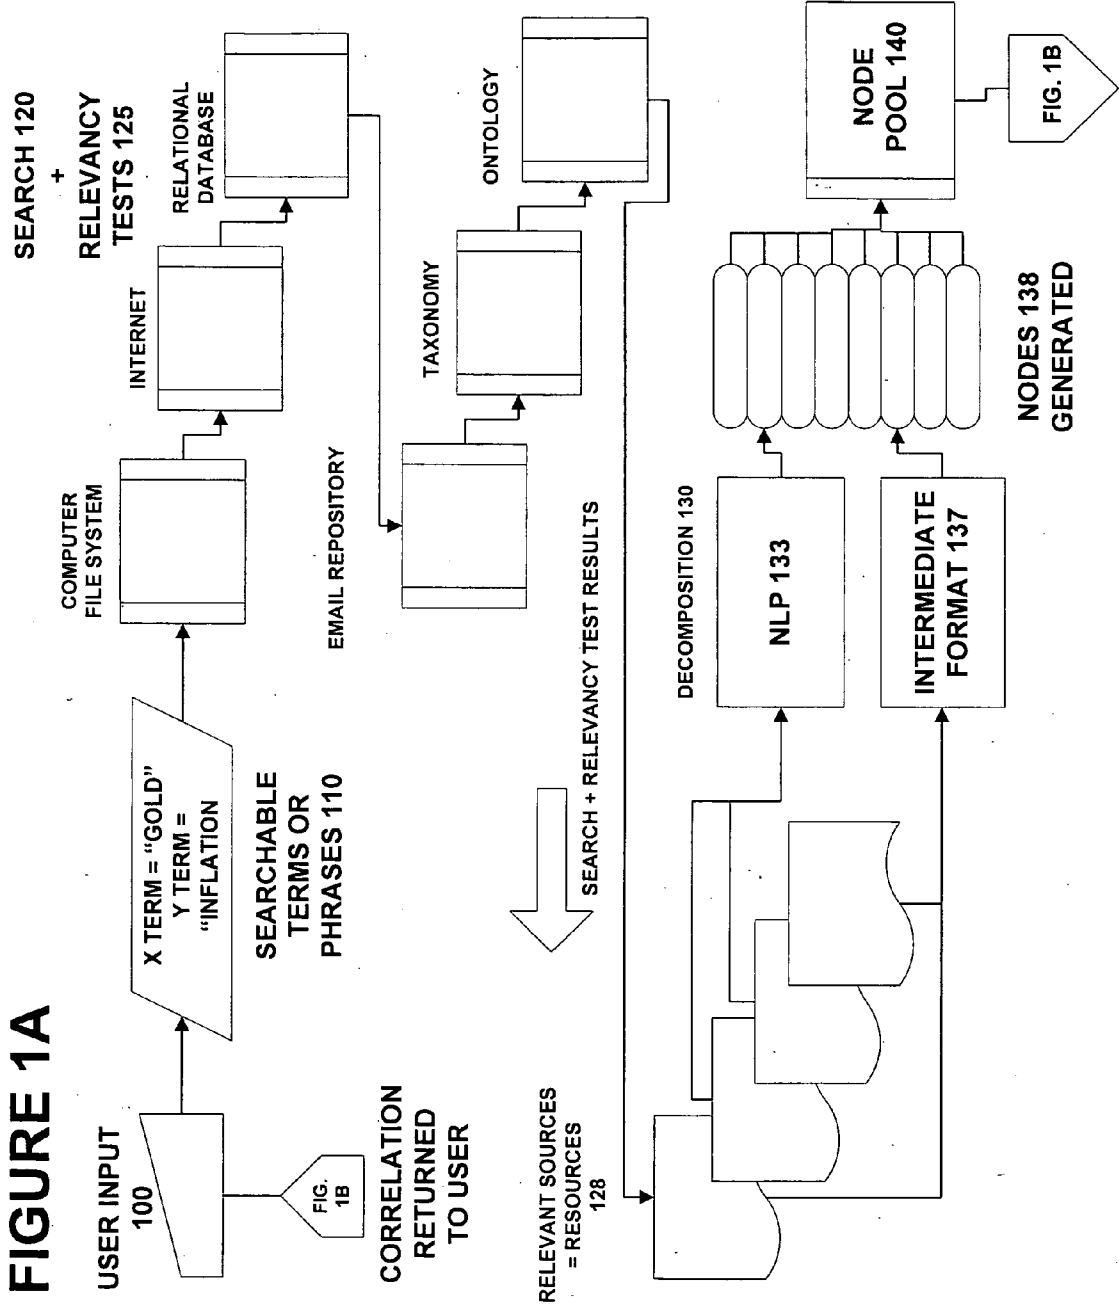 FIGURE 1A
USER INPUT
100
FIG.
1B
CORRELATION
RETURNED
TO USER
X TERM = “GOLD”
Y TERM =
“INFLATION
SEARCHABLE
TERMS OR
PHRASES 110
COMPUTER
FILE SYSTEM
INTERNET
RELATIONAL
DATABASE
SEARCH 120
+
RELEVANCY
TESTS 125
EMAIL REPOSITORY
TAXONOMY
ONTOLOGY
SEARCH + RELEVANCY TEST RESULTS
RELEVANT SOURCES
= RESOURCES
128
DECOMPOSITION 130
NLP 133
INTERMEDIATE
FORMAT 137
NODES 138
GENERATED
NODE
POOL 140
FIG. 1B